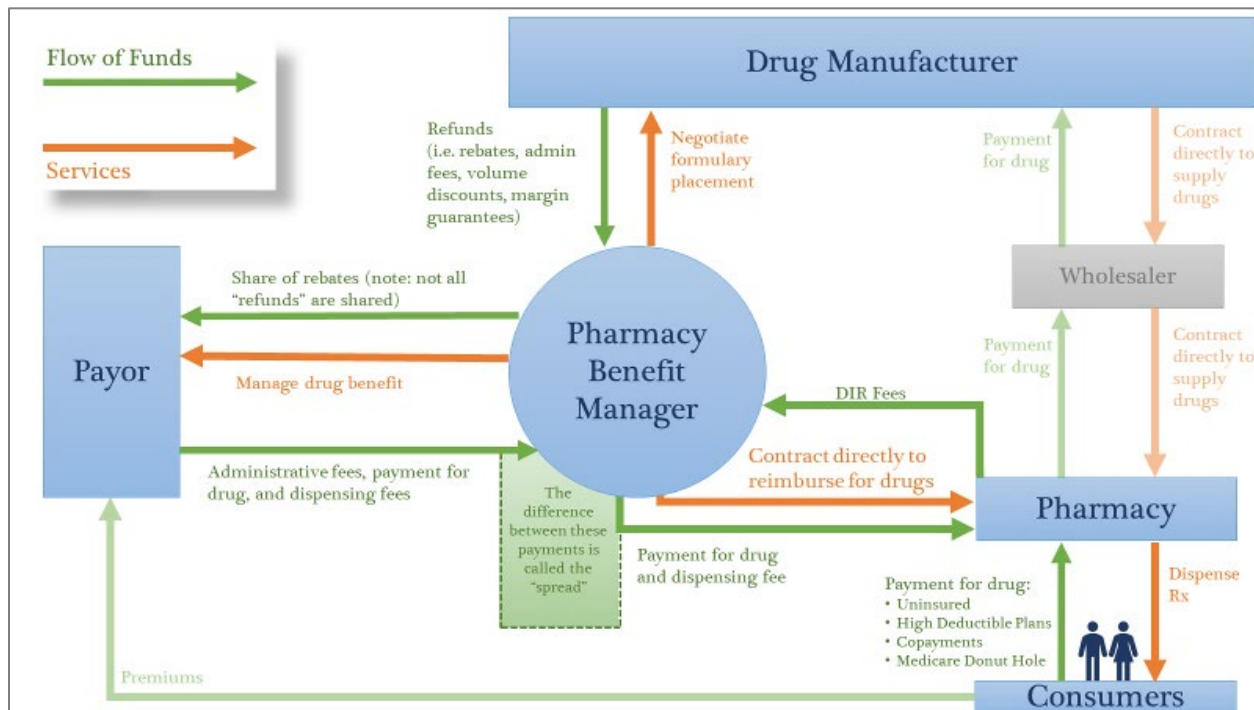 Flow of Funds
Services
Drug Manufacturer
Refunds
(i.e. rebates, admin
fees, volume
discounts, margin
guarantees)
Negotiate
formulary
placement
Payment
for drug
Contract
directly to
supply
drugs
Wholesaler
Share of rebates (note: not all
“refunds” are shared)
Payor
Manage drug benefit
Pharmacy
Benefit
Manager
Payment
for drug
Contract
directly to
supply
drugs
DIR Fees
Administrative fees, payment for
drug, and dispensing fees
Contract directly to
reimburse for drugs
The
difference
between these
payments is
called the
“spread”
Pharmacy
Payment for drug
and dispensing fee
Payment for drug:
• Uninsured
• High Deductible Plans
• Copayments
• Medicare Donut Hole
Dispense
Rx
Premiums
Consumers